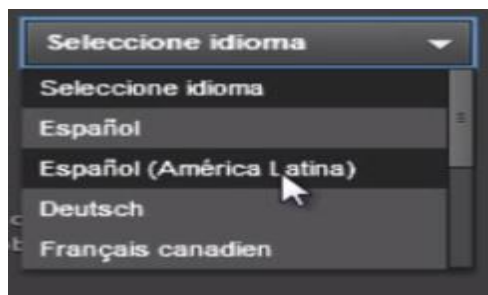 Seleccione idioma
Seleccione idioma
Español
Español (América Latina)
Deutsch
Français canadien